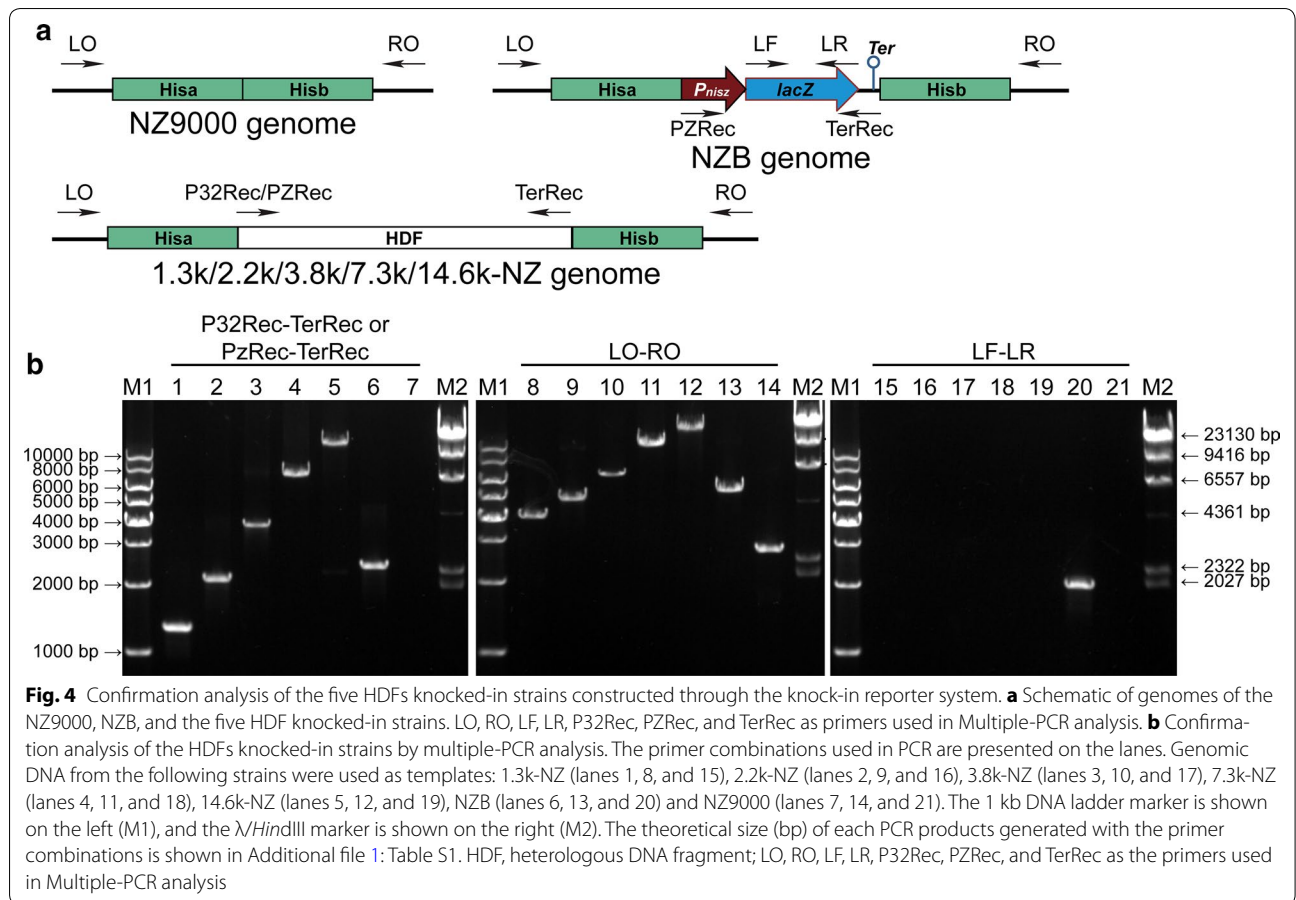 a
LO RO LO LF LR Ter RO
Hisa Hisb Hisa Pnisz lacZ Hisb
PZRec TerRec
NZ9000 genome NZB genome
LO P32Rec/PZRec TerRec RO
Hisa HDF Hisb
1.3k/2.2k/3.8k/7.3k/14.6k-NZ genome
b
P32Rec-TerRec or
PzRec-TerRec LO-RO LF-LR
M1 1 2 3 4 5 6 7 M2 M1 8 9 10 11 12 13 14 M2 M1 15 16 17 18 19 20 21 M2
10000 bp →
8000 bp →
6000 bp →
5000 bp →
4000 bp →
3000 bp →
2000 bp →
1000 bp →
← 23130 bp
← 9416 bp
← 6557 bp
← 4361 bp
← 2322 bp
← 2027 bp
Fig. 4 Confirmation analysis of the five HDFs knocked-in strains constructed through the knock-in reporter system. a Schematic of genomes of the
NZ9000, NZB, and the five HDF knocked-in strains. LO, RO, LF, LR, P32Rec, PZRec, and TerRec as primers used in Multiple-PCR analysis. b Confirma-
tion analysis of the HDFs knocked-in strains by multiple-PCR analysis. The primer combinations used in PCR are presented on the lanes. Genomic
DNA from the following strains were used as templates: 1.3k-NZ (lanes 1, 8, and 15), 2.2k-NZ (lanes 2, 9, and 16), 3.8k-NZ (lanes 3, 10, and 17), 7.3k-NZ
(lanes 4, 11, and 18), 14.6k-NZ (lanes 5, 12, and 19), NZB (lanes 6, 13, and 20) and NZ9000 (lanes 7, 14, and 21). The 1 kb DNA ladder marker is shown
on the left (M1), and the λ/HindIII marker is shown on the right (M2). The theoretical size (bp) of each PCR products generated with the primer
combinations is shown in Additional file 1: Table S1. HDF, heterologous DNA fragment; LO, RO, LF, LR, P32Rec, PZRec, and TerRec as the primers used
in Multiple-PCR analysis